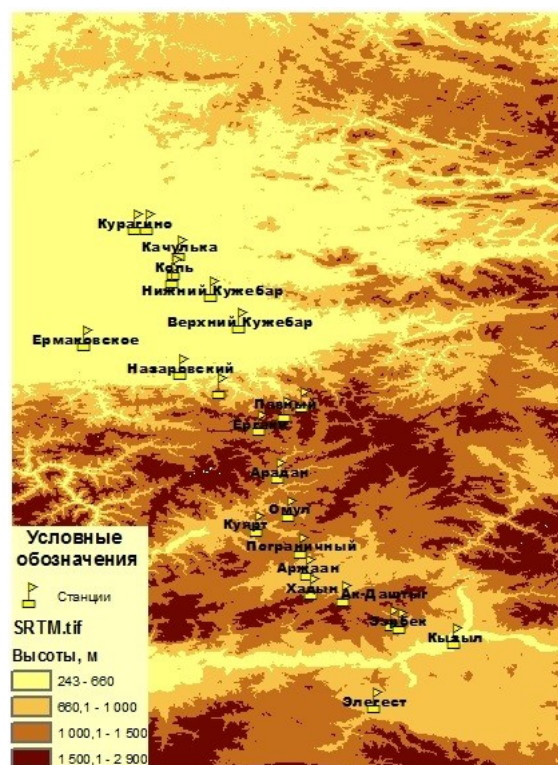 Курагино
Качулька
Нижний Кужебар
Верхний Кужебар
Ермаковское
Назаровский
Арадан
Омул
Куярт
Пограничный
Аржаан
Хадын
Ак-Даштыг
Кызыл
Элегест
Условные
обозначения
Станции
SRTM.tif
Высоты, м
243 - 660
660,1 - 1 000
1 000,1 - 1 500
1 500,1 - 2 900